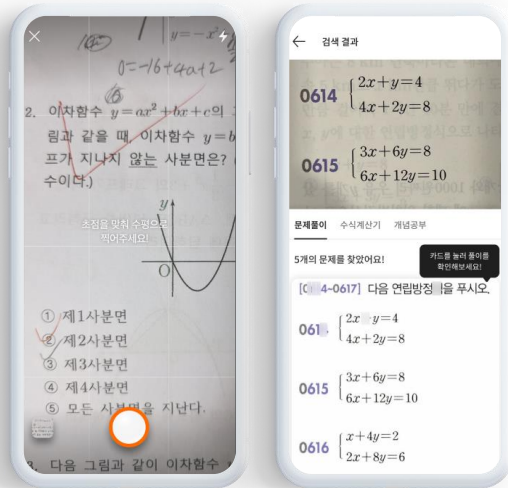 y=-x²
0=-16+4a+2
2. 이차함수 y=ax²+bx+c의
림과 같을 때, 이차함수 y=b
프가 지나지 않는 사분면은?
수이다.)
y
초점을 맞춰 수평으로
찍어주세요!
O
① 제1사분면
② 제2사분면
③ 제3사분면
④ 제4사분면
⑤ 모든 사분면을 지난다.
3. 다음 그림과 같이 이차함수
검색 결과
0614 2x+y=4
4x+2y=8
0615 3x+6y=8
6x+12y=10
문제풀이 수식계산기 개념공부
5개의 문제를 찾았어요!
카드를 눌러 풀이를
확인해보세요!
4~0617] 다음 연립방정 을 푸시오.
061 2x y=4
4x+2y=8
0615 3x+6y=8
6x+12y=10
0616 x+4y=2
2x+8y=6